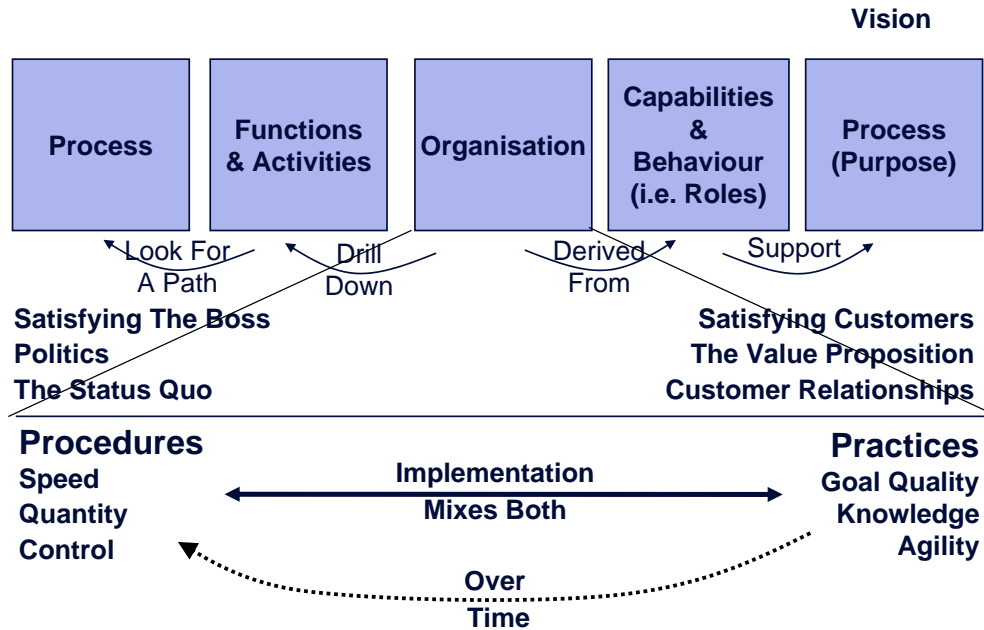 Vision
Process
Functions
& Activities
Organisation
Capabilities
&
Behaviour
(i.e. Roles)
Process
(Purpose)
Look For
A Path
Drill
Down
Derived
From
Support
Satisfying The Boss
Politics
The Status Quo
Satisfying Customers
The Value Proposition
Customer Relationships
Procedures
Speed
Quantity
Control
Implementation
Mixes Both
Practices
Goal Quality
Knowledge
Agility
Over
Time